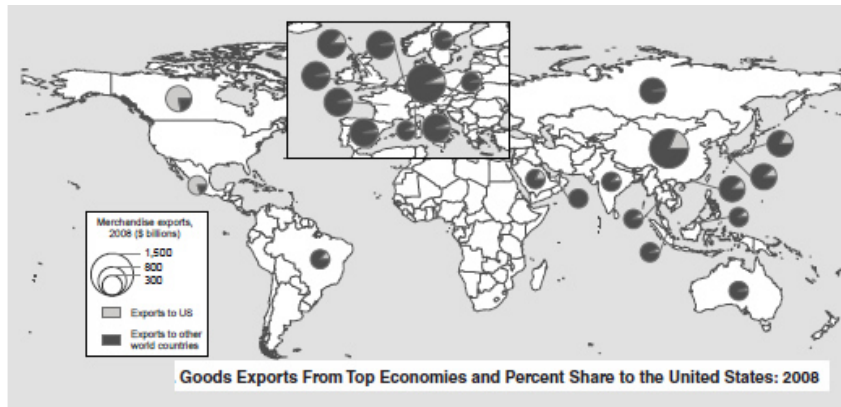 Merchandise exports,
2008 ($ billions)
1,500
800
300
Exports to US
Exports to other
world countries
. Goods Exports From Top Economies and Percent Share to the United States: 2008